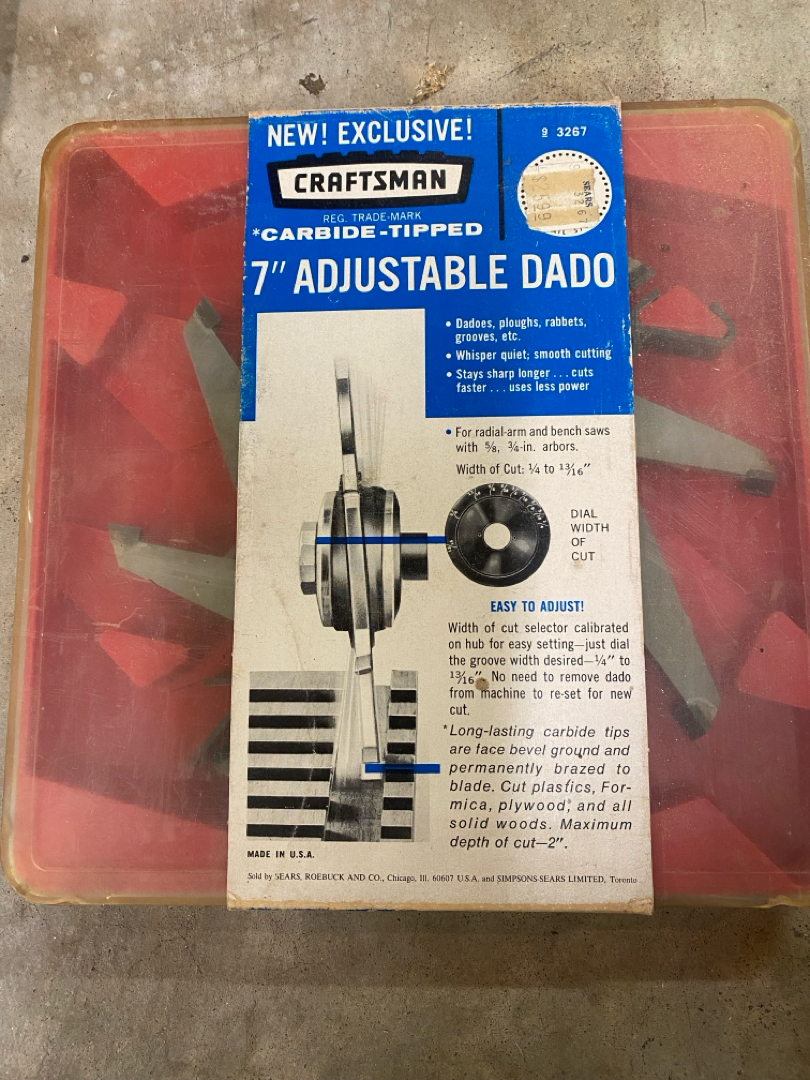 NEW! EXCLUSIVE!
9 3267
CRAFTSMAN
REG. TRADE-MARK
*CARBIDE-TIPPED
SEARS
3267
7" ADJUSTABLE DADO
• Dadoes, ploughs, rabbets,
grooves, etc.
• Whisper quiet; smooth cutting
• Stays sharp longer . . . cuts
faster . . . uses less power
• For radial-arm and bench saws
with ⅝, ¾-in. arbors.
Width of Cut: ¼ to 13/16"
DIAL
WIDTH
OF
CUT
EASY TO ADJUST!
Width of cut selector calibrated
on hub for easy setting—just dial
the groove width desired—¼" to
13/16". No need to remove dado
from machine to re-set for new
cut.
*Long-lasting carbide tips
are face bevel ground and
permanently brazed to
blade. Cut plastics, For-
mica, plywood, and all
solid woods. Maximum
depth of cut—2".
MADE IN U.S.A.
Sold by SEARS, ROEBUCK AND CO., Chicago, Ill. 60607 U.S.A. and SIMPSONS-SEARS LIMITED, Toronto